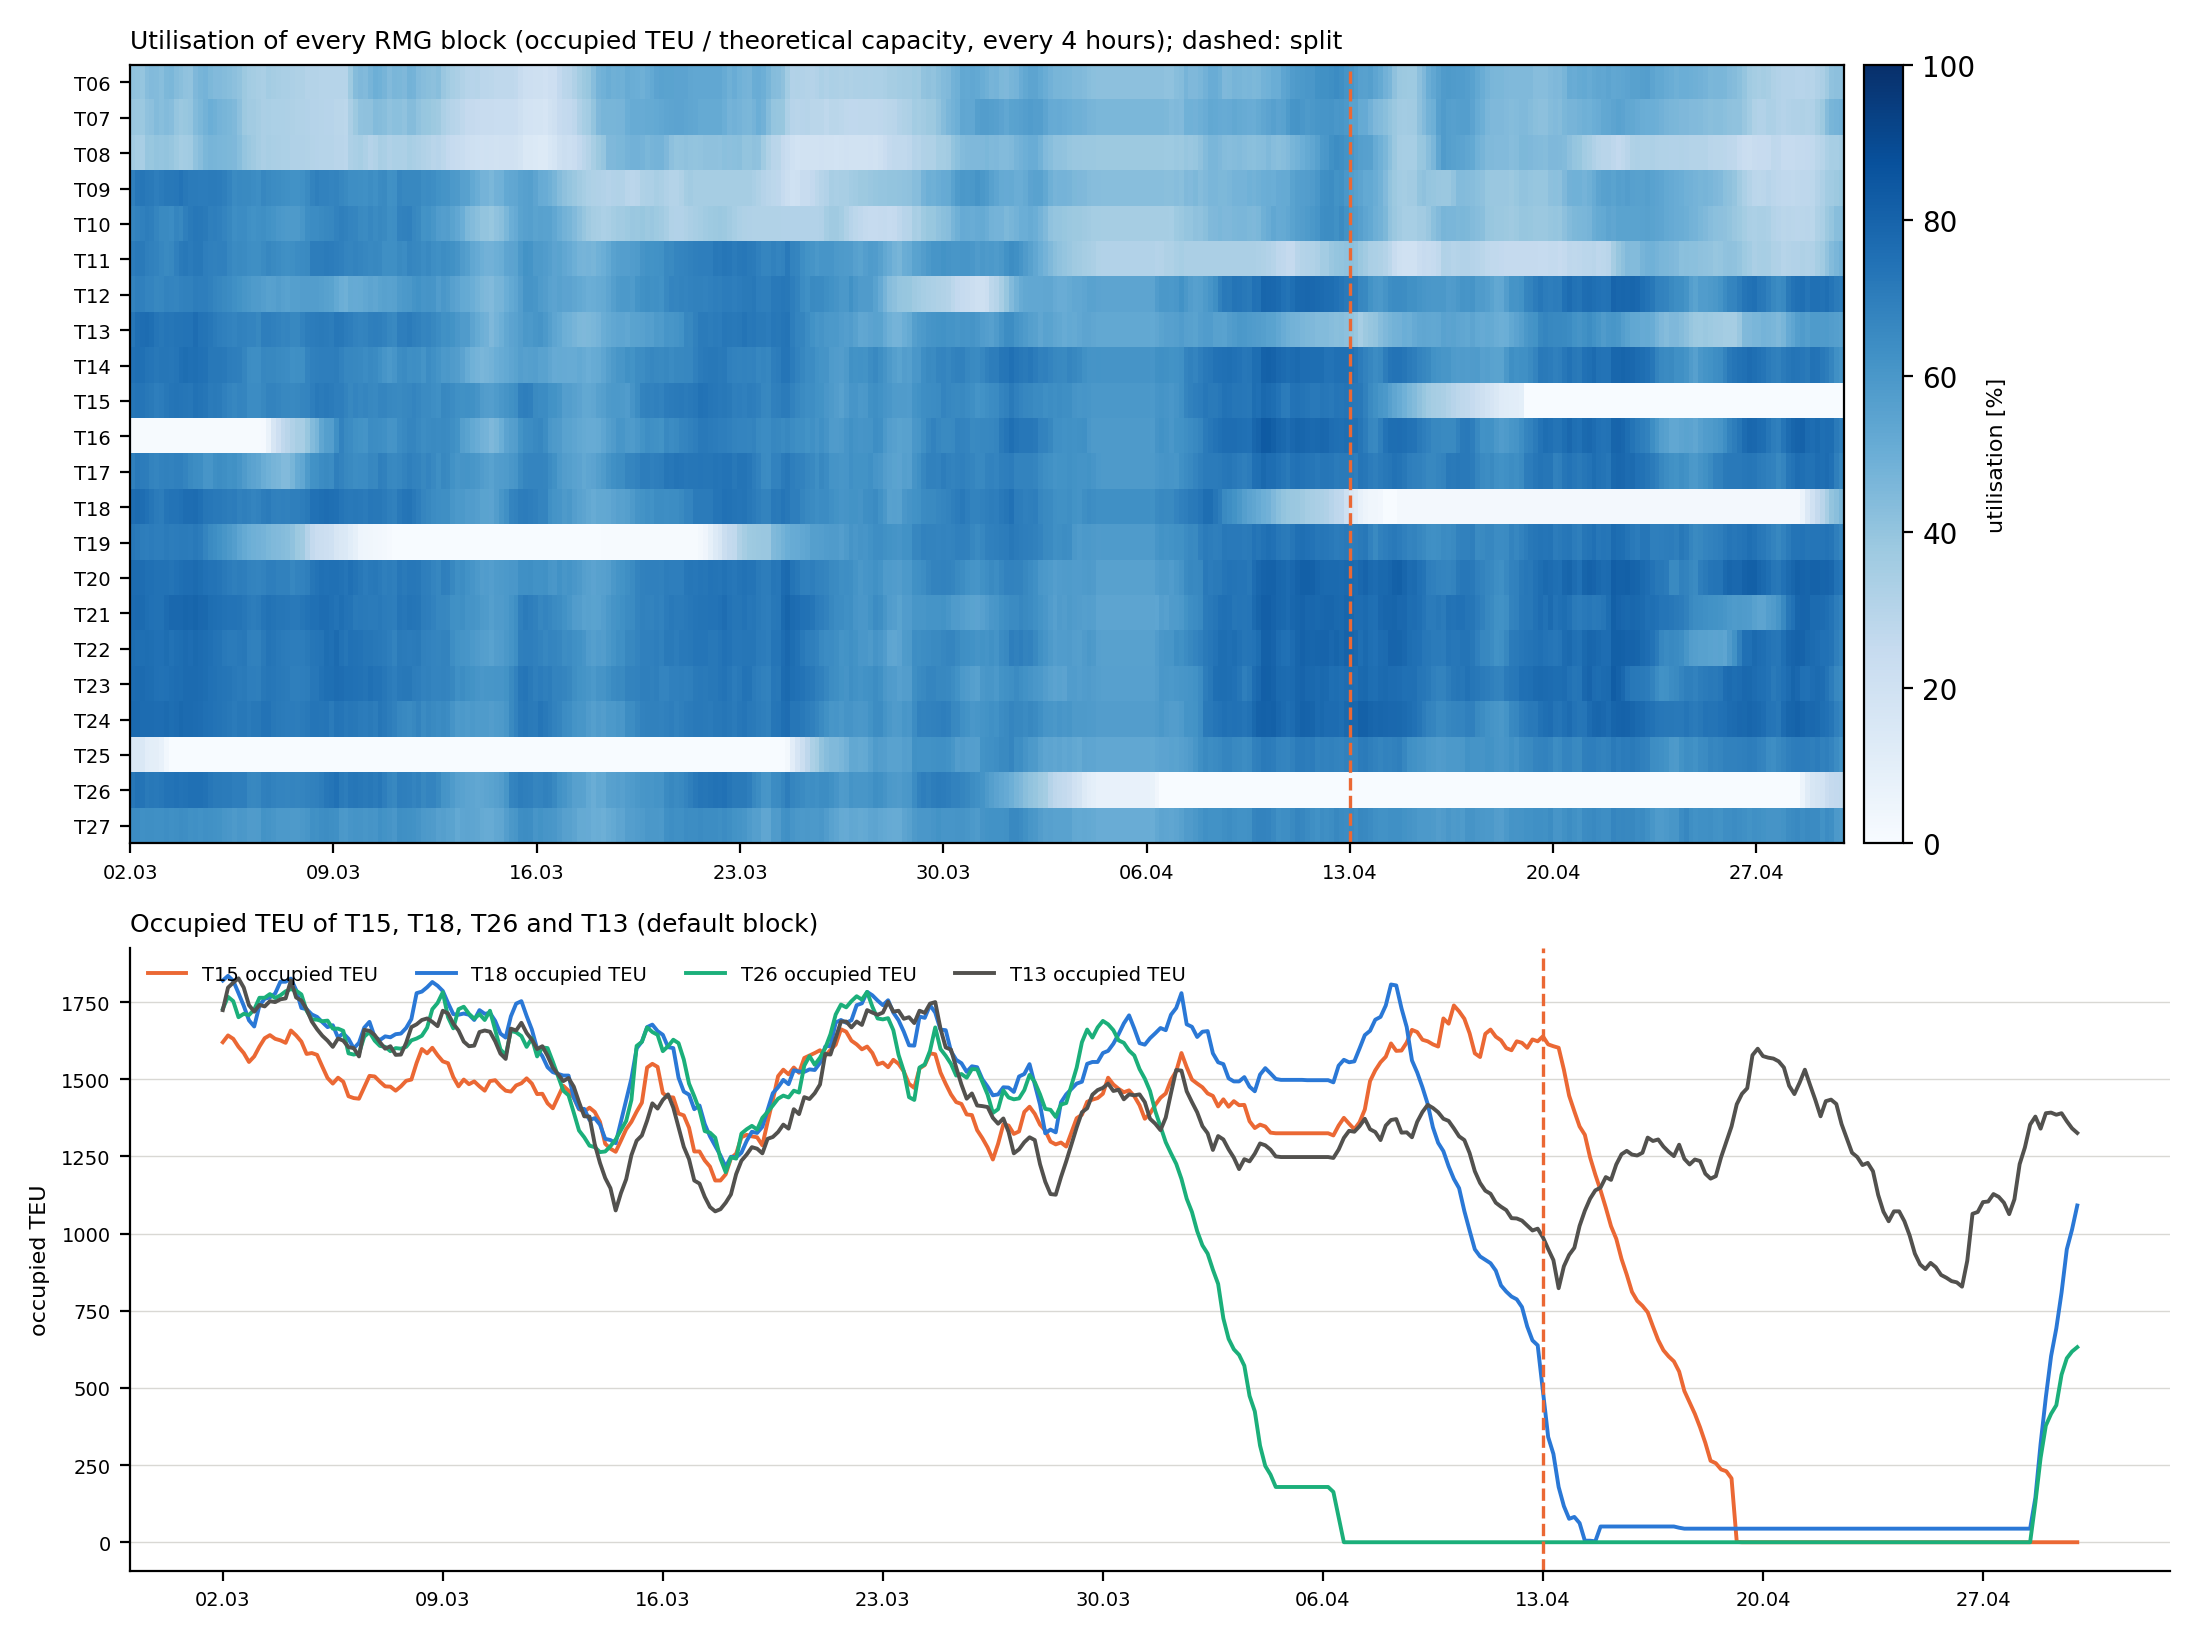 Utilisation of every RMG block (occupied TEU / theoretical capacity, every 4 hours); dashed: split
T06
T07
T08
T09
T10
T11
T12
T13
T14
T15
T16
T17
T18
T19
T20
T21
T22
T23
T24
T25
T26
T27
02.03 09.03 16.03 23.03 30.03 06.04 13.04 20.04 27.04
100
80
60
40
20
0
utilisation [%]
Occupied TEU of T15, T18, T26 and T13 (default block)
T15 occupied TEU T18 occupied TEU T26 occupied TEU T13 occupied TEU
occupied TEU
1750
1500
1250
1000
750
500
250
0
02.03 09.03 16.03 23.03 30.03 06.04 13.04 20.04 27.04